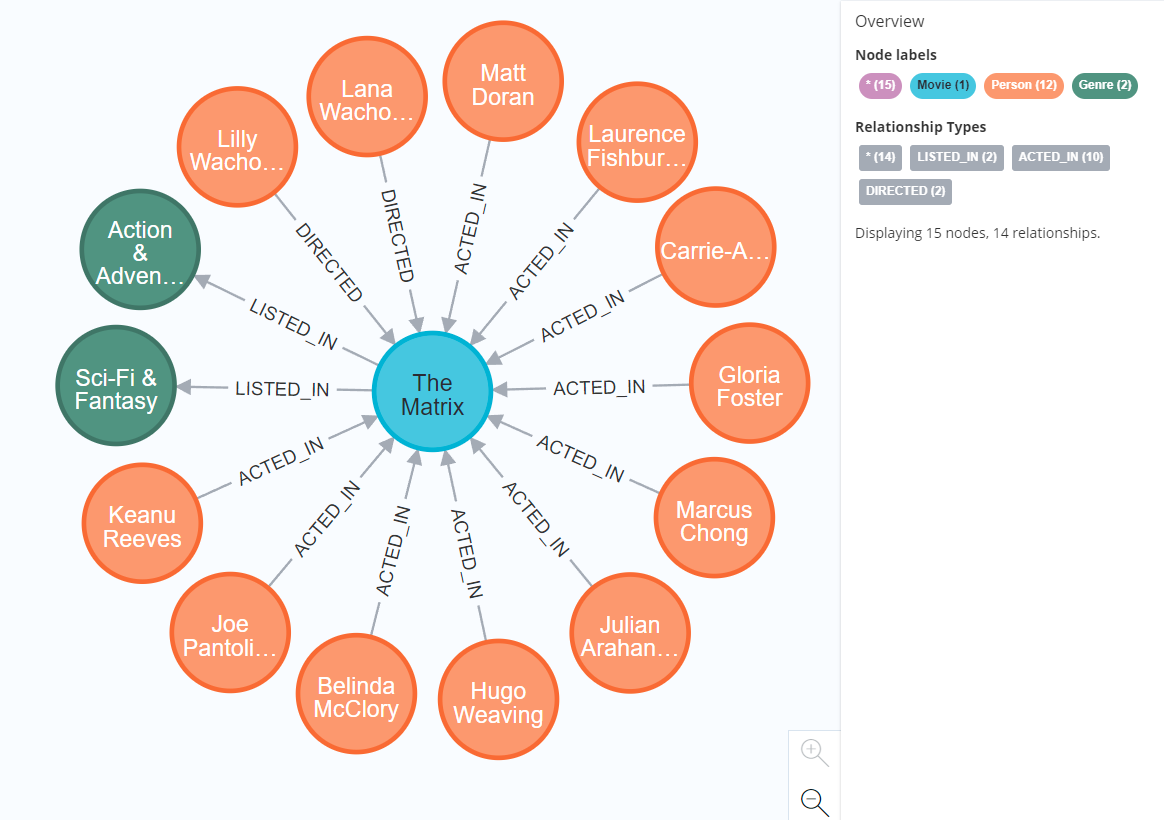 Matt
Doran
Lana
Wacho…
Laurence
Fishbur…
Lilly
Wacho…
Carrie-A…
Action
&
Adven…
Gloria
Foster
Sci-Fi &
Fantasy
The
Matrix
Marcus
Chong
Keanu
Reeves
Julian
Arahan…
Joe
Pantoli…
Belinda
McClory
Hugo
Weaving
DIRECTED
DIRECTED
ACTED_IN
ACTED_IN
ACTED_IN
ACTED_IN
ACTED_IN
ACTED_IN
ACTED_IN
ACTED_IN
ACTED_IN
ACTED_IN
LISTED_IN
LISTED_IN
Overview
Node labels
* (15) Movie (1) Person (12) Genre (2)
Relationship Types
* (14) LISTED_IN (2) ACTED_IN (10)
DIRECTED (2)
Displaying 15 nodes, 14 relationships.